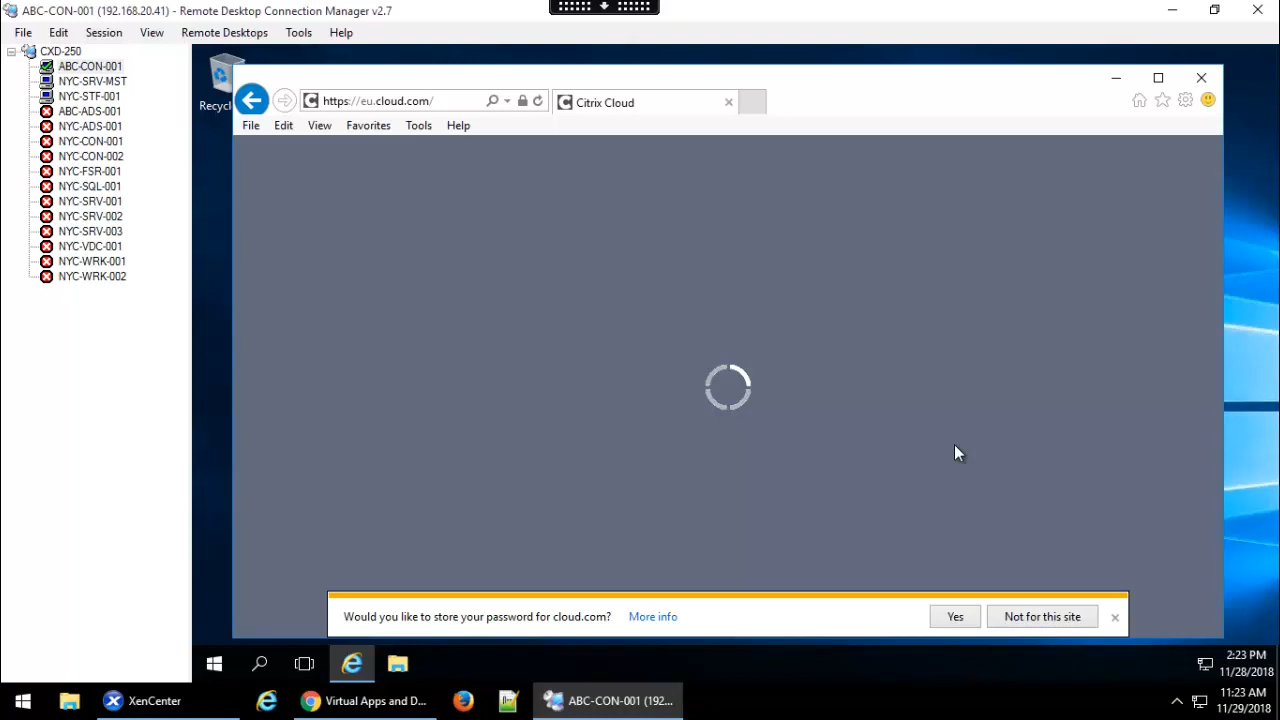 ABC-CON-001 (192.168.20.41) - Remote Desktop Connection Manager v2.7
File Edit Session View Remote Desktops Tools Help
CXD-250
ABC-CON-001
NYC-SRV-MST
NYC-STF-001
ABC-ADS-001
NYC-ADS-001
NYC-CON-001
NYC-CON-002
NYC-FSR-001
NYC-SQL-001
NYC-SRV-001
NYC-SRV-002
NYC-SRV-003
NYC-VDC-001
NYC-WRK-001
NYC-WRK-002
Recycl
https://eu.cloud.com/
Citrix Cloud
File Edit View Favorites Tools Help
Would you like to store your password for cloud.com? More info Yes Not for this site
2:23 PM
11/28/2018
XenCenter
Virtual Apps and D...
ABC-CON-001 (192...
11:23 AM
11/29/2018